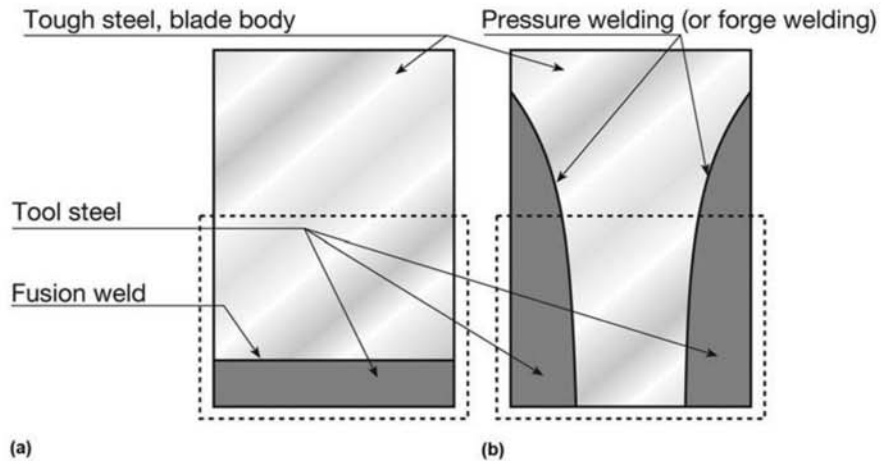 Tough steel, blade body
Pressure welding (or forge welding)
Tool steel
Fusion weld
(a)
(b)